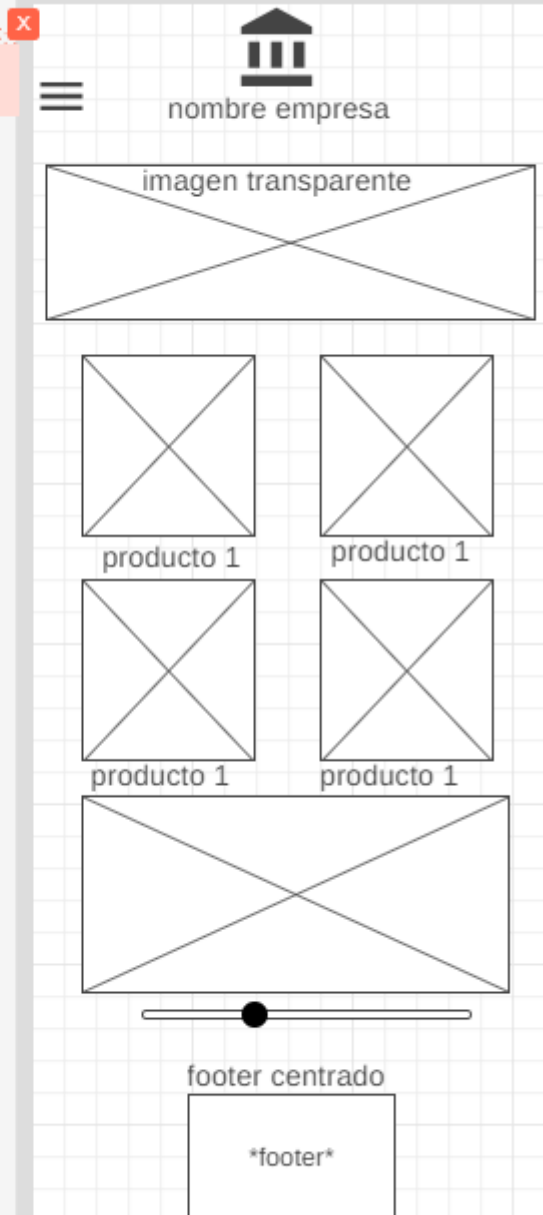 X
nombre empresa
imagen transparente
producto 1
producto 1
producto 1
producto 1
footer centrado
*footer*